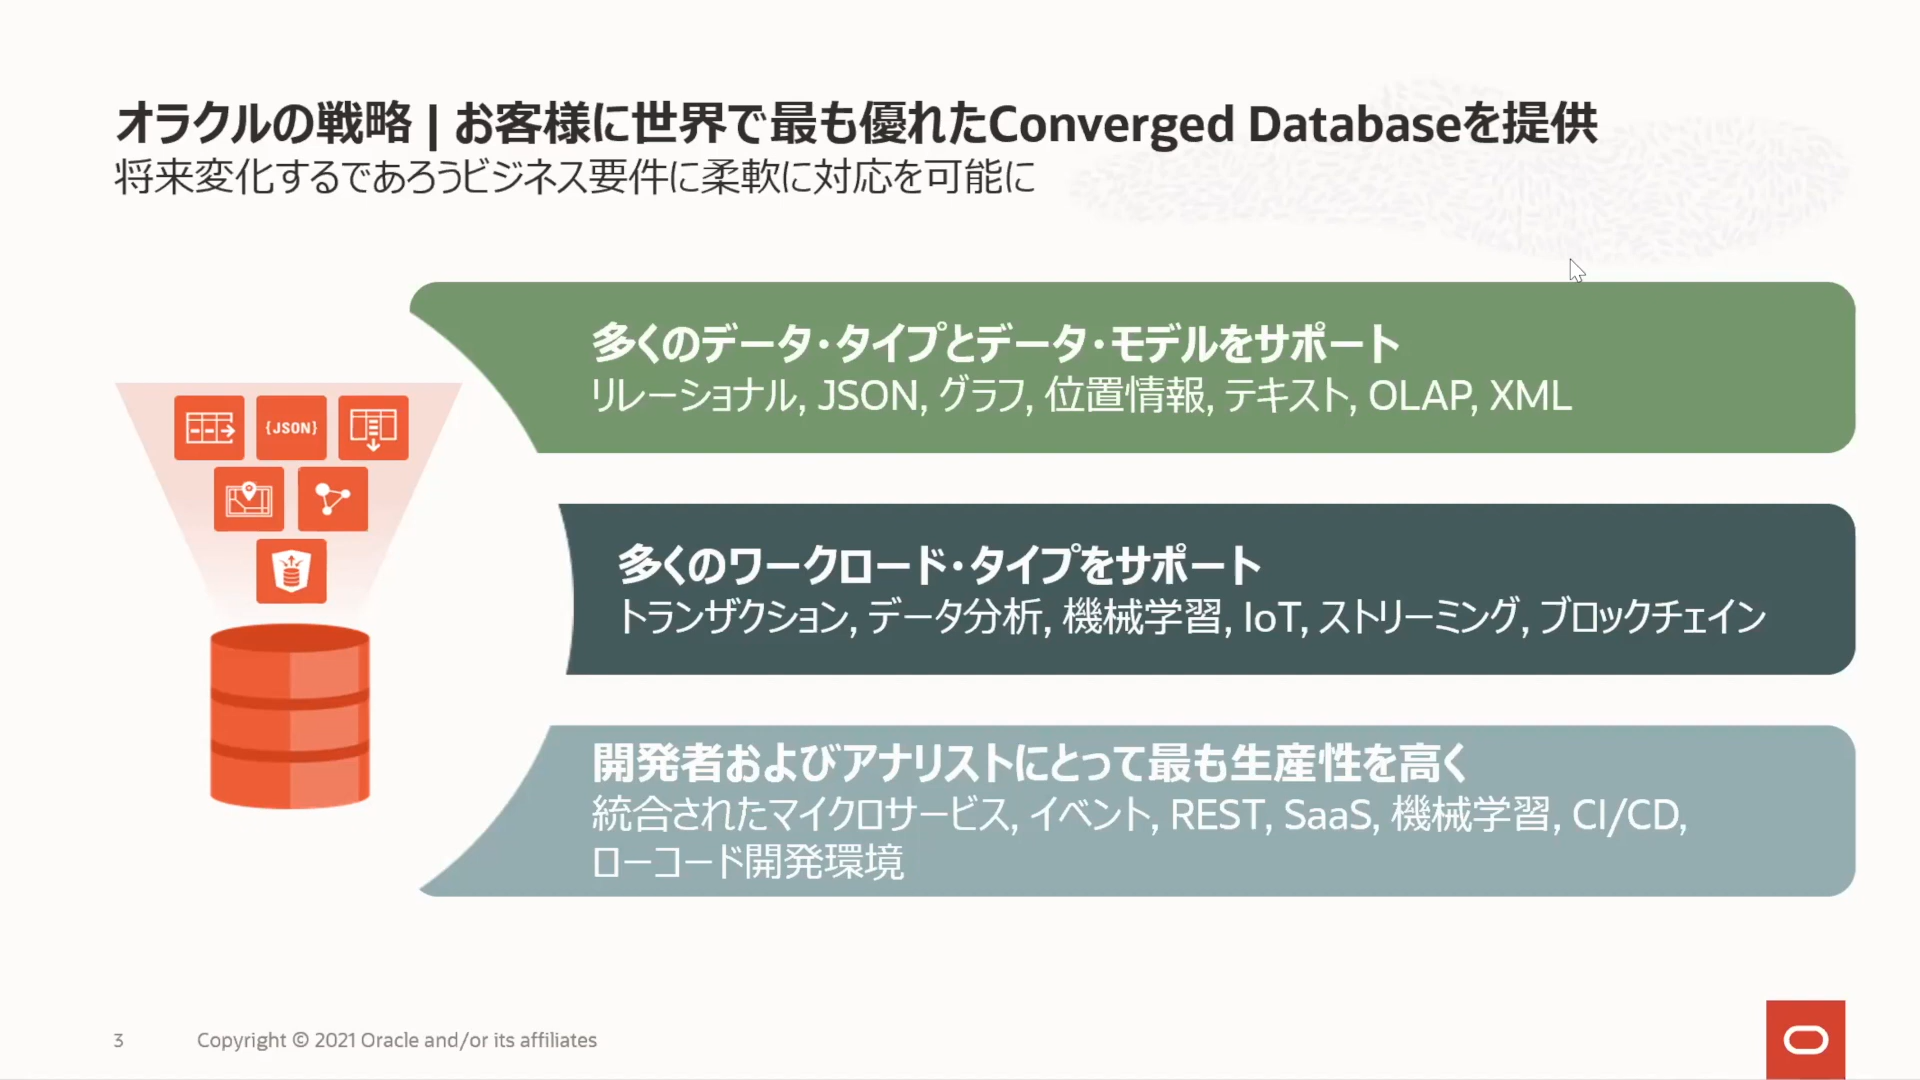 オラクルの戦略 | お客様に世界で最も優れたConverged Databaseを提供
将来変化するであろうビジネス要件に柔軟に対応を可能に
多くのデータ・タイプとデータ・モデルをサポート
リレーショナル, JSON, グラフ, 位置情報, テキスト, OLAP, XML
{JSON}
多くのワークロード・タイプをサポート
トランザクション, データ分析, 機械学習, IoT, ストリーミング, ブロックチェイン
開発者およびアナリストにとって最も生産性を高く
統合されたマイクロサービス, イベント, REST, SaaS, 機械学習, CI/CD,
ローコード開発環境
3 Copyright © 2021 Oracle and/or its affiliates